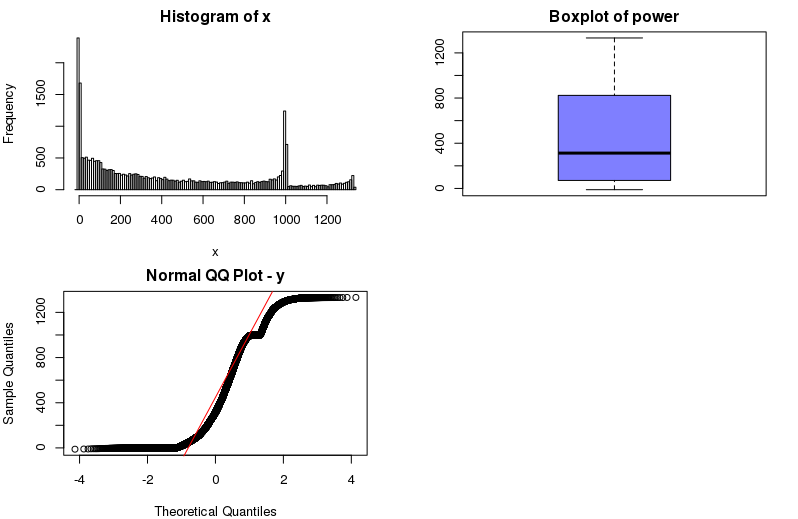 Histogram of x
Frequency
0 500 1500
0 200 400 600 800 1000 1200
x
Boxplot of power
0 400 800 1200
Normal QQ Plot - y
Sample Quantiles
0 400 800 1200
-4 -2 0 2 4
Theoretical Quantiles